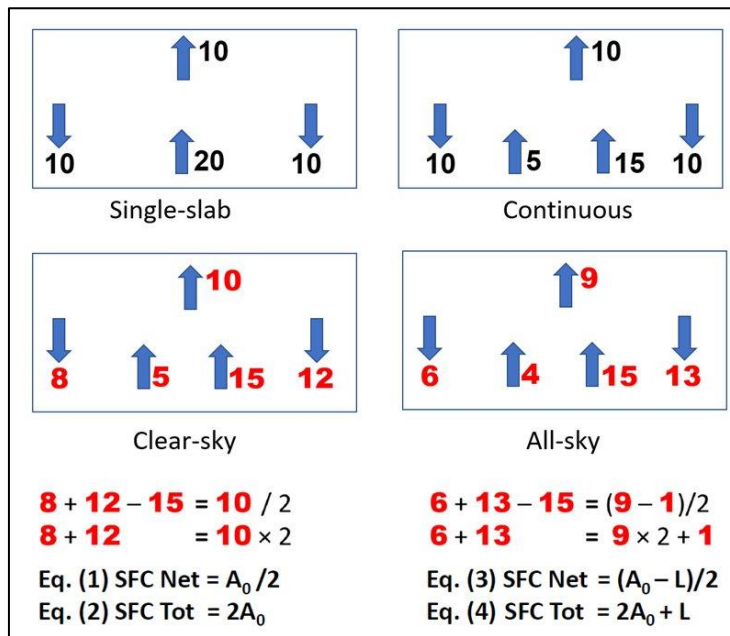 10
10
20
10
Single-slab
10
10
5
15
10
Continuous
10
8
5
15
12
Clear-sky
9
6
4
15
13
All-sky
8 + 12 – 15 = 10 / 2
8 + 12 = 10 × 2
Eq. (1) SFC Net = A₀/2
Eq. (2) SFC Tot = 2A₀
6 + 13 – 15 = (9 – 1)/2
6 + 13 = 9 × 2 + 1
Eq. (3) SFC Net = (A₀ – L)/2
Eq. (4) SFC Tot = 2A₀ + L